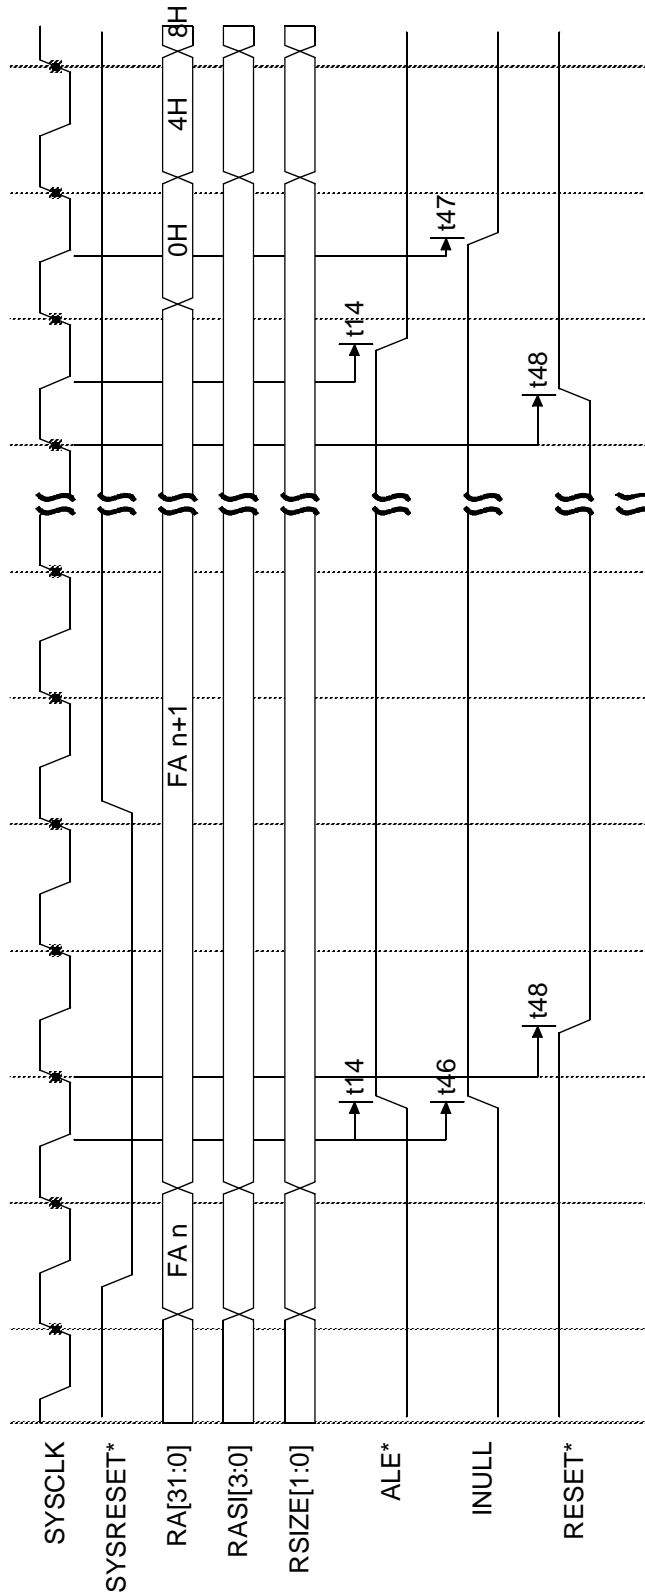 SYSCLK
SYSRESET*
RA[31:0]
FA n
FA n+1
0H
4H
8H
RASI[3:0]
RSIZE[1:0]
t14
t14
ALE*
t46
t47
INULL
t48
t48
RESET*